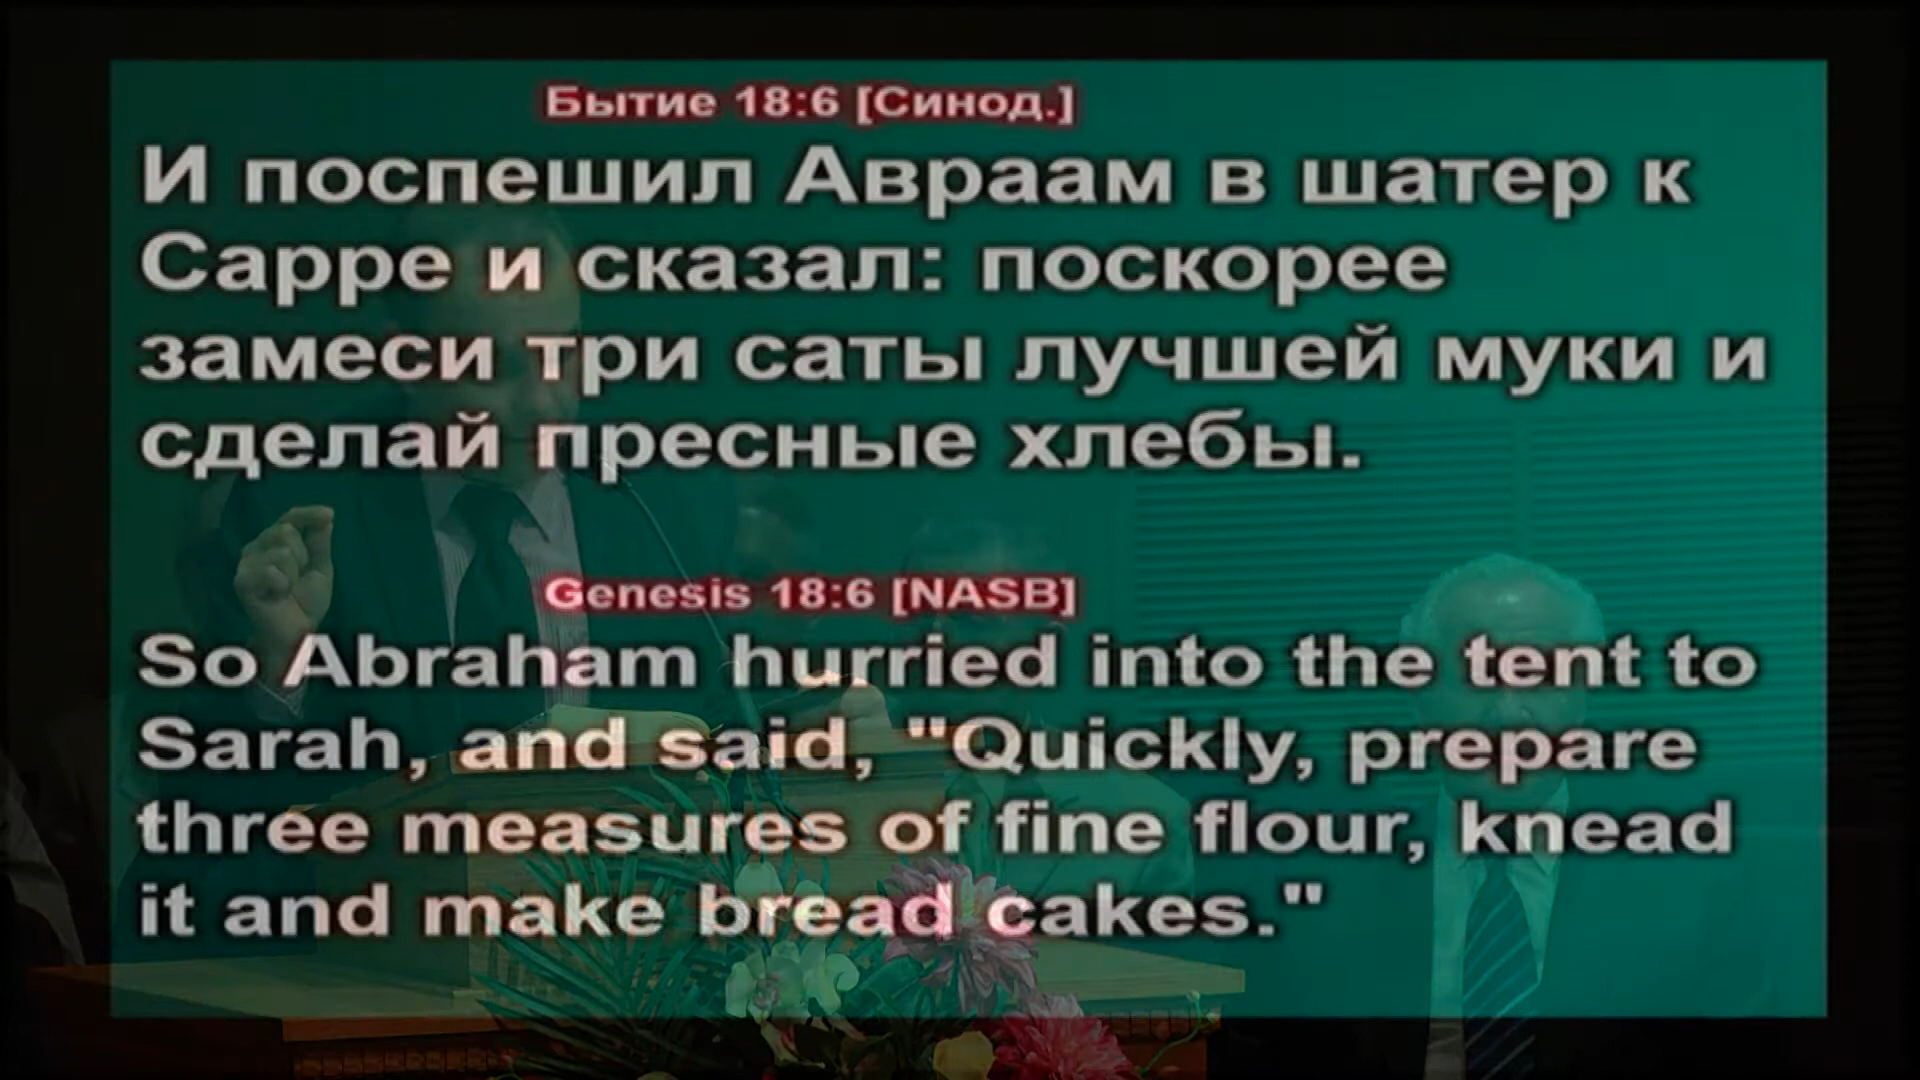 Бытие 18:6 [Синод.]
И поспешил Авраам в шатер к
Сарре и сказал: поскорее
замеси три саты лучшей муки и
сделай пресные хлебы.
Genesis 18:6 [NASB]
So Abraham hurried into the tent to
Sarah, and said, "Quickly, prepare
three measures of fine flour, knead
it and make bread cakes."